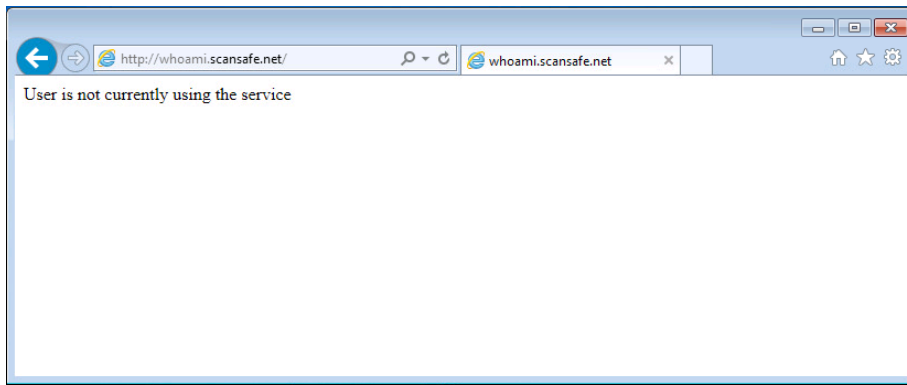 http://whoami.scansafe.net/
whoami.scansafe.net
User is not currently using the service